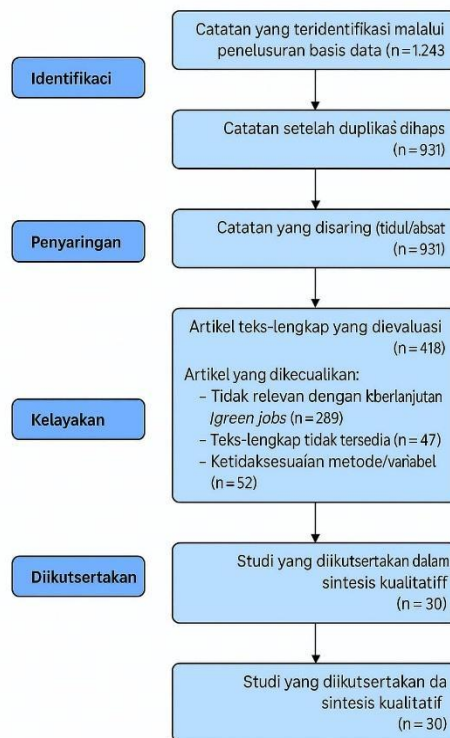 Catatan yang teridentifikasi malalui
penelusuran basis data (n = 1.243
Identifikaci
Catatan setelah duplikas dihaps
(n = 931)
Penyaringan
Catatan yang disaring (tidul/absat
(n = 931)
Artikel teks-lengkap yang dievaluasi
(n = 418)
Artikel yang dikecualikan:
– Tidak relevan dengan kberlanjutan
Igreen jobs (n = 289)
– Teks-lengkap tidak tersedia (n = 47)
– Ketidaksesuaian metode/variabel
(n = 52)
Kelayakan
Diikutsertakan
Studi yang diikutsertakan dalam
sintesis kualitatiff
(n = 30)
Studi yang diikutsertakan da
sintesis kualitatif
(n = 30)